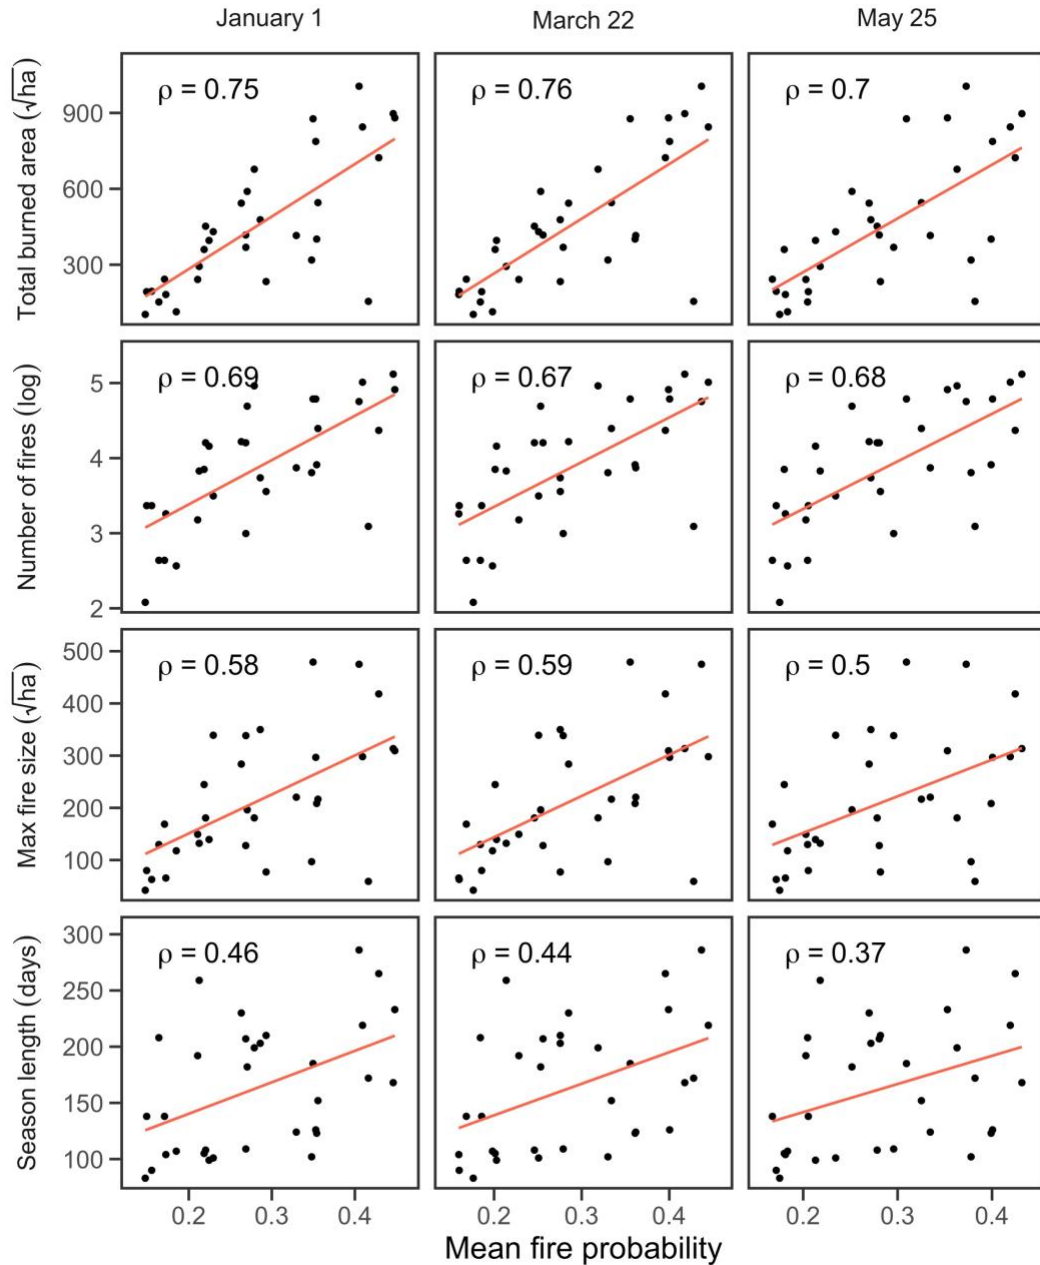 January 1 March 22 May 25
Total burned area (√ha)
900
600
300
ρ = 0.75 ρ = 0.76 ρ = 0.7
Number of fires (log)
5
4
3
2
ρ = 0.69 ρ = 0.67 ρ = 0.68
Max fire size (√ha)
500
400
300
200
100
ρ = 0.58 ρ = 0.59 ρ = 0.5
Season length (days)
300
250
200
150
100
ρ = 0.46 ρ = 0.44 ρ = 0.37
0.2 0.3 0.4 0.2 0.3 0.4 0.2 0.3 0.4
Mean fire probability